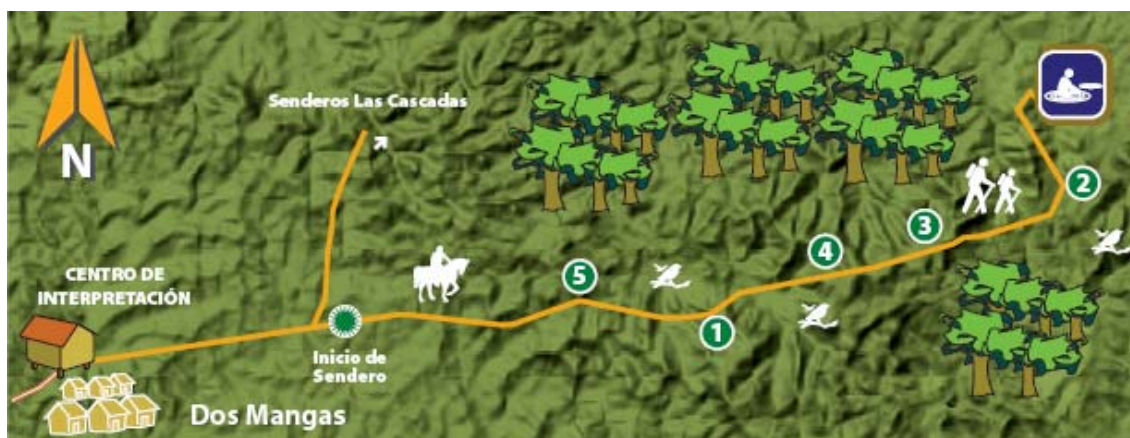 N
Senderos Las Cascadas
CENTRO DE
INTERPRETACIÓN
Inicio de
Sendero
Dos Mangas
5
1
4
3
2